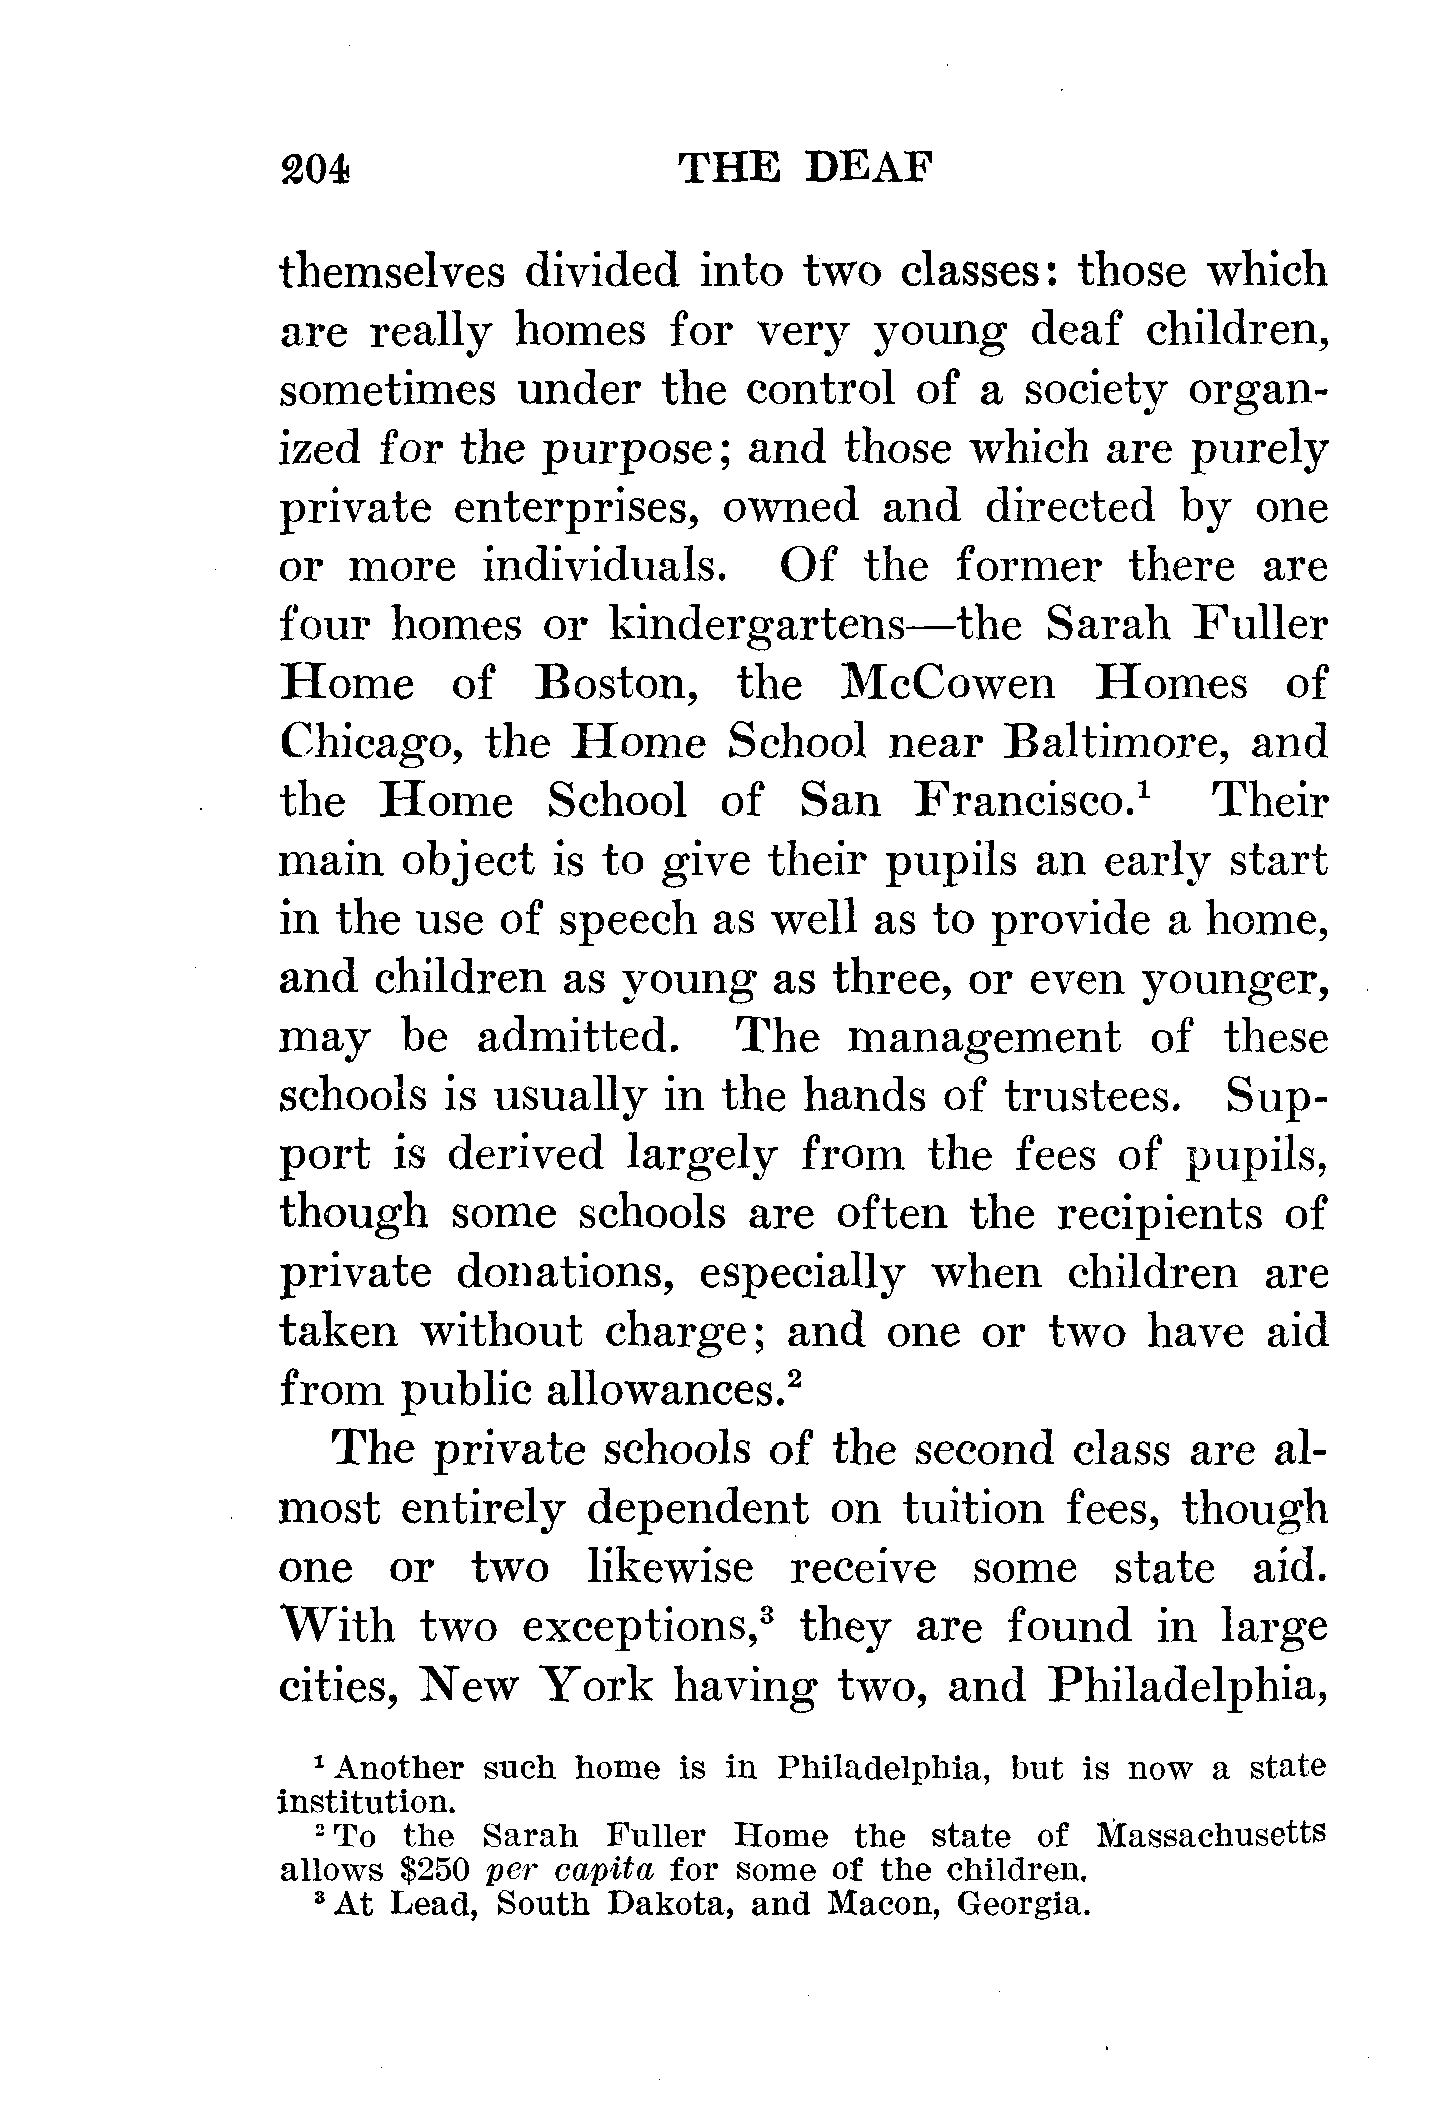 204 THE DEAF
themselves divided into two classes: those which
are really homes for very young deaf children,
sometimes under the control of a society organ-
ized for the purpose; and those which are purely
private enterprises, owned and directed by one
or more individuals. Of the former there are
four homes or kindergartens—the Sarah Fuller
Home of Boston, the McCowen Homes of
Chicago, the Home School near Baltimore, and
the Home School of San Francisco.¹ Their
main object is to give their pupils an early start
in the use of speech as well as to provide a home,
and children as young as three, or even younger,
may be admitted. The management of these
schools is usually in the hands of trustees. Sup-
port is derived largely from the fees of pupils,
though some schools are often the recipients of
private donations, especially when children are
taken without charge; and one or two have aid
from public allowances.²
The private schools of the second class are al-
most entirely dependent on tuition fees, though
one or two likewise receive some state aid.
With two exceptions,³ they are found in large
cities, New York having two, and Philadelphia,
¹ Another such home is in Philadelphia, but is now a state
institution.
² To the Sarah Fuller Home the state of Massachusetts
allows $250 per capita for some of the children.
³ At Lead, South Dakota, and Macon, Georgia.